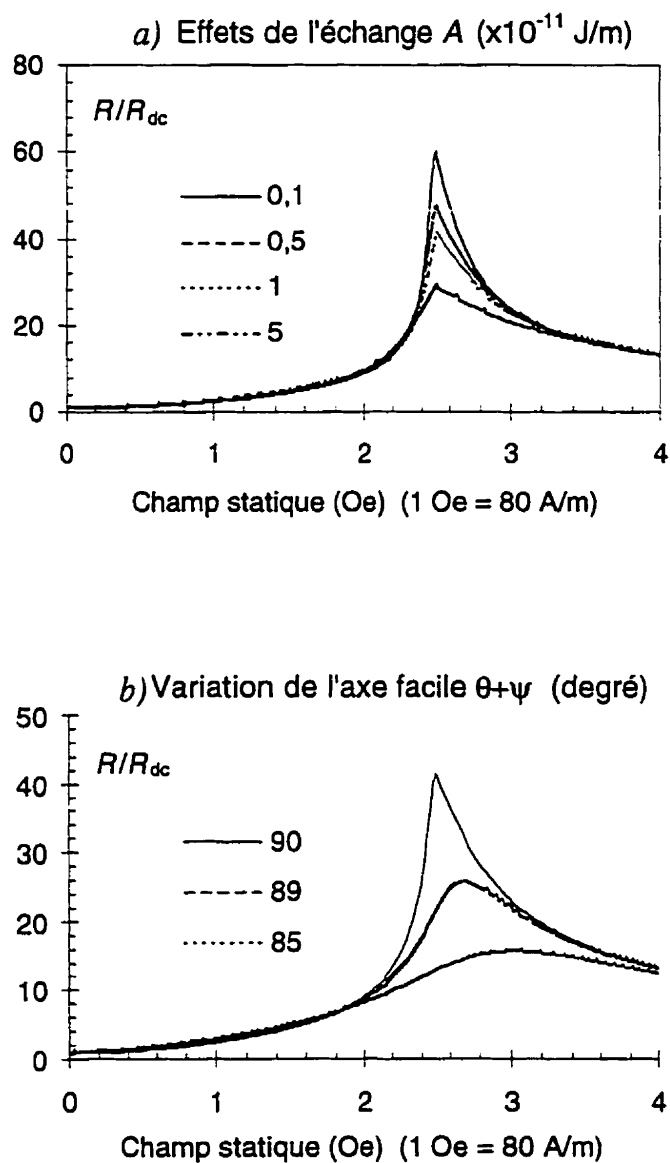 a) Effets de l'échange A (x10⁻¹¹ J/m)
80
R/R_dc
60
0,1
40
0,5
1
20
5
0
0 1 2 3 4
Champ statique (Oe) (1 Oe = 80 A/m)
b) Variation de l'axe facile θ+ψ (degré)
50
R/R_dc
40
30
90
20
89
85
10
0
0 1 2 3 4
Champ statique (Oe) (1 Oe = 80 A/m)